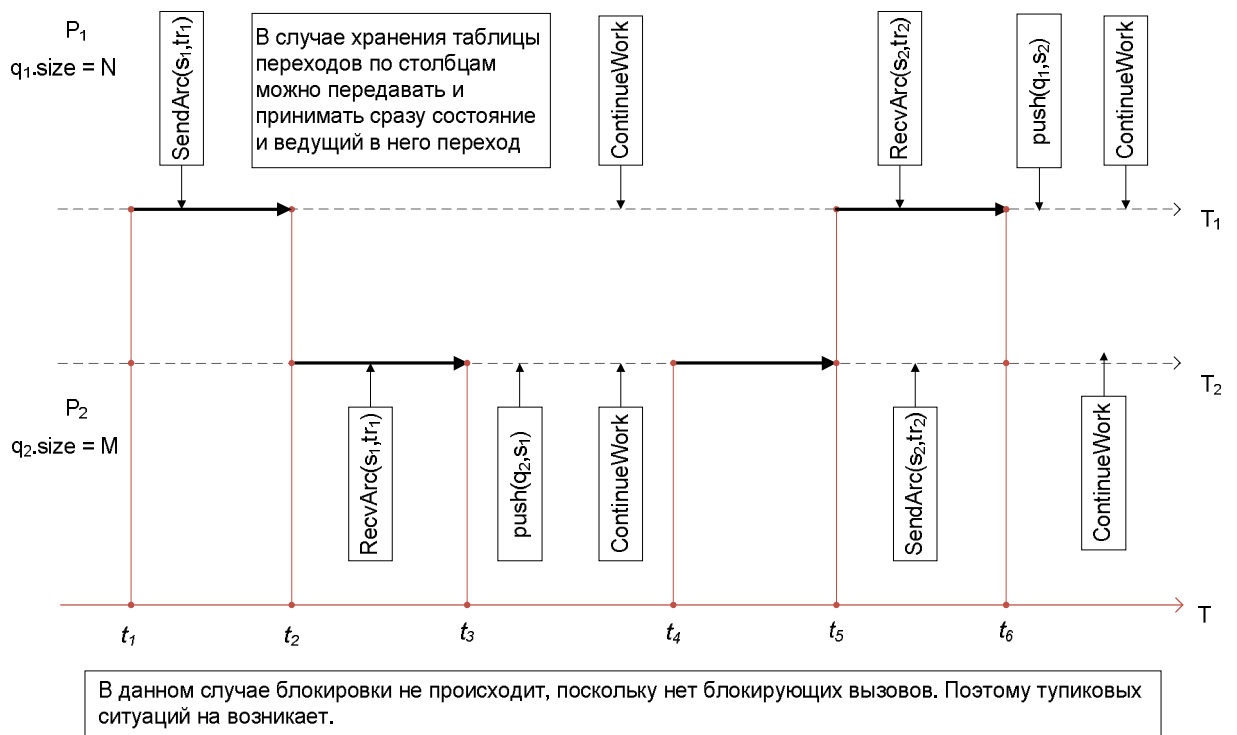 P1
q1.size = N
SendArc(s1,tr1)
В случае хранения таблицы
переходов по столбцам
можно передавать и
принимать сразу состояние
и ведущий в него переход
ContinueWork
RecvArc(s2,tr2)
push(q1,s2)
ContinueWork
T1
T2
P2
q2.size = M
RecvArc(s1,tr1)
push(q2,s1)
ContinueWork
SendArc(s2,tr2)
ContinueWork
T
t1
t2
t3
t4
t5
t6
В данном случае блокировки не происходит, поскольку нет блокирующих вызовов. Поэтому тупиковых
ситуаций на возникает.